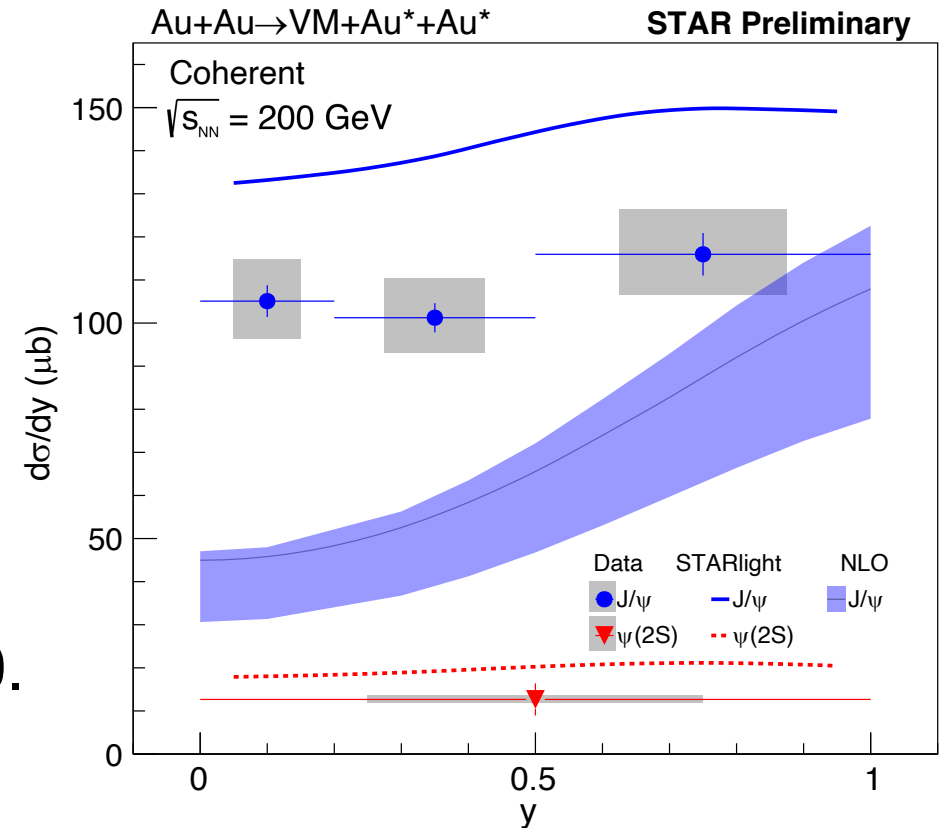 Au+Au→VM+Au*+Au* STAR Preliminary
Coherent
√s_NN = 200 GeV
150
100
50
0
dσ/dy (μb)
Data STARlight NLO
J/ψ J/ψ J/ψ
ψ(2S) ψ(2S)
).
0 0.5 1
y